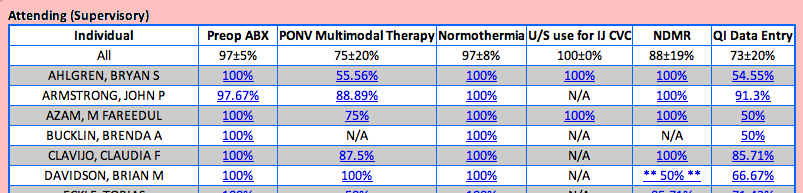 Attending (Supervisory)
Individual Preop ABX PONV Multimodal Therapy Normothermia U/S use for IJ CVC NDMR QI Data Entry
All 97±5% 75±20% 97±8% 100±0% 88±19% 73±20%
AHLGREN, BRYAN S 100% 55.56% 100% 100% 100% 54.55%
ARMSTRONG, JOHN P 97.67% 88.89% 100% N/A 100% 91.3%
AZAM, M FAREEDUL 100% 75% 100% 100% 100% 50%
BUCKLIN, BRENDA A 100% N/A 100% N/A N/A 50%
CLAVIJO, CLAUDIA F 100% 87.5% 100% N/A 100% 85.71%
DAVIDSON, BRIAN M 100% 100% 100% N/A ** 50% ** 66.67%